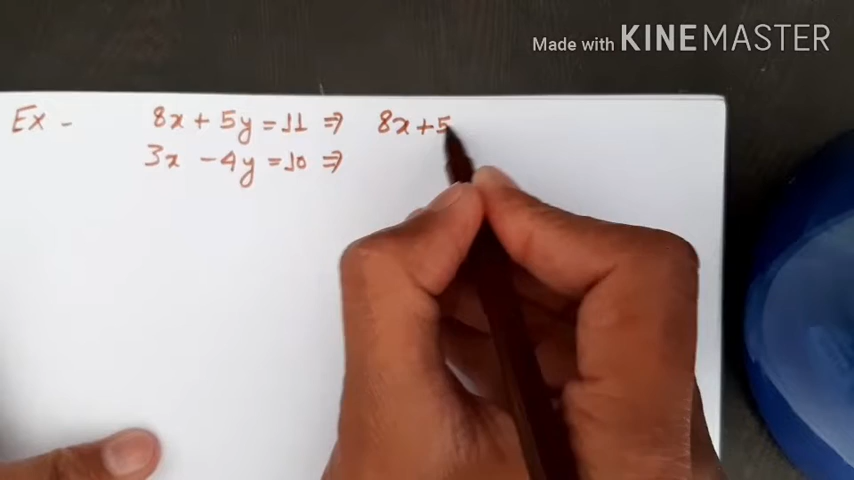 Made with KINEMASTER
Ex - 8x + 5y = 11 ⇒ 8x + 5
3x - 4y = 10 ⇒